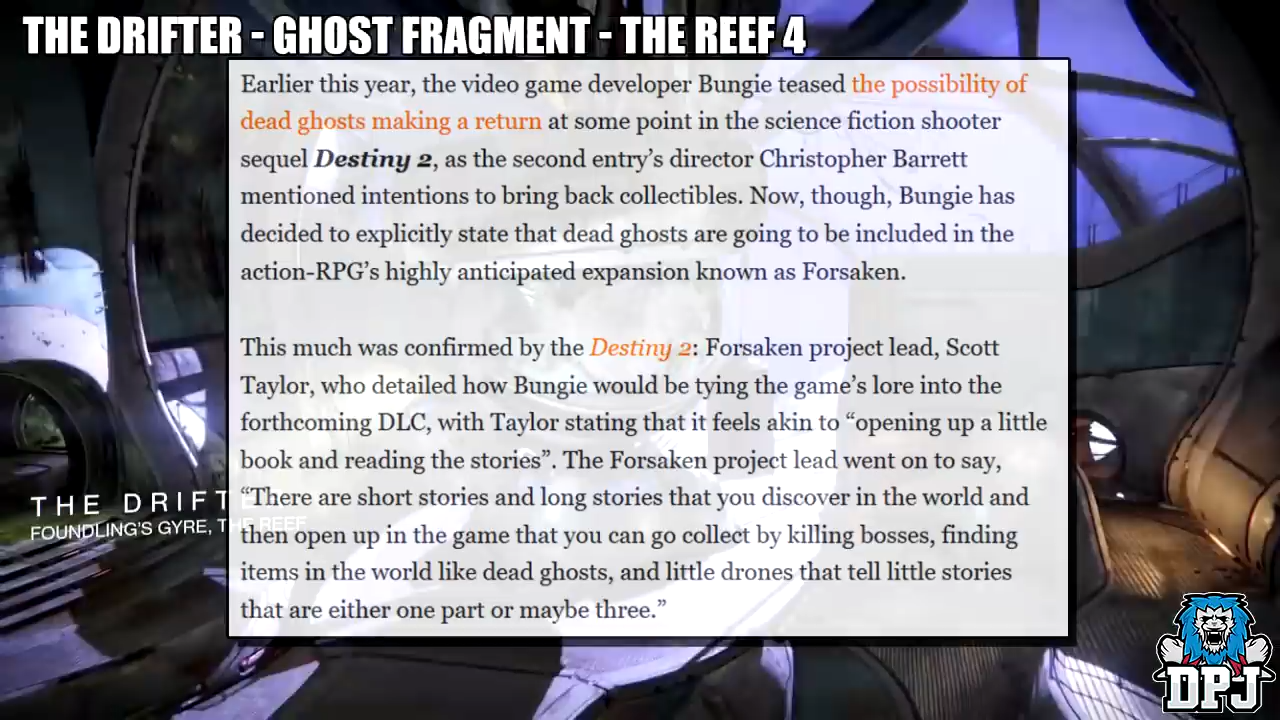 THE DRIFTER - GHOST FRAGMENT - THE REEF 4
Earlier this year, the video game developer Bungie teased the possibility of
dead ghosts making a return at some point in the science fiction shooter
sequel Destiny 2, as the second entry’s director Christopher Barrett
mentioned intentions to bring back collectibles. Now, though, Bungie has
decided to explicitly state that dead ghosts are going to be included in the
action-RPG’s highly anticipated expansion known as Forsaken.
This much was confirmed by the Destiny 2: Forsaken project lead, Scott
Taylor, who detailed how Bungie would be tying the game’s lore into the
forthcoming DLC, with Taylor stating that it feels akin to “opening up a little
book and reading the stories”. The Forsaken project lead went on to say,
“There are short stories and long stories that you discover in the world and
then open up in the game that you can go collect by killing bosses, finding
items in the world like dead ghosts, and little drones that tell little stories
that are either one part or maybe three.”
THE DRIFTE
FOUNDLING'S GYRE, THE REEF
DPJ